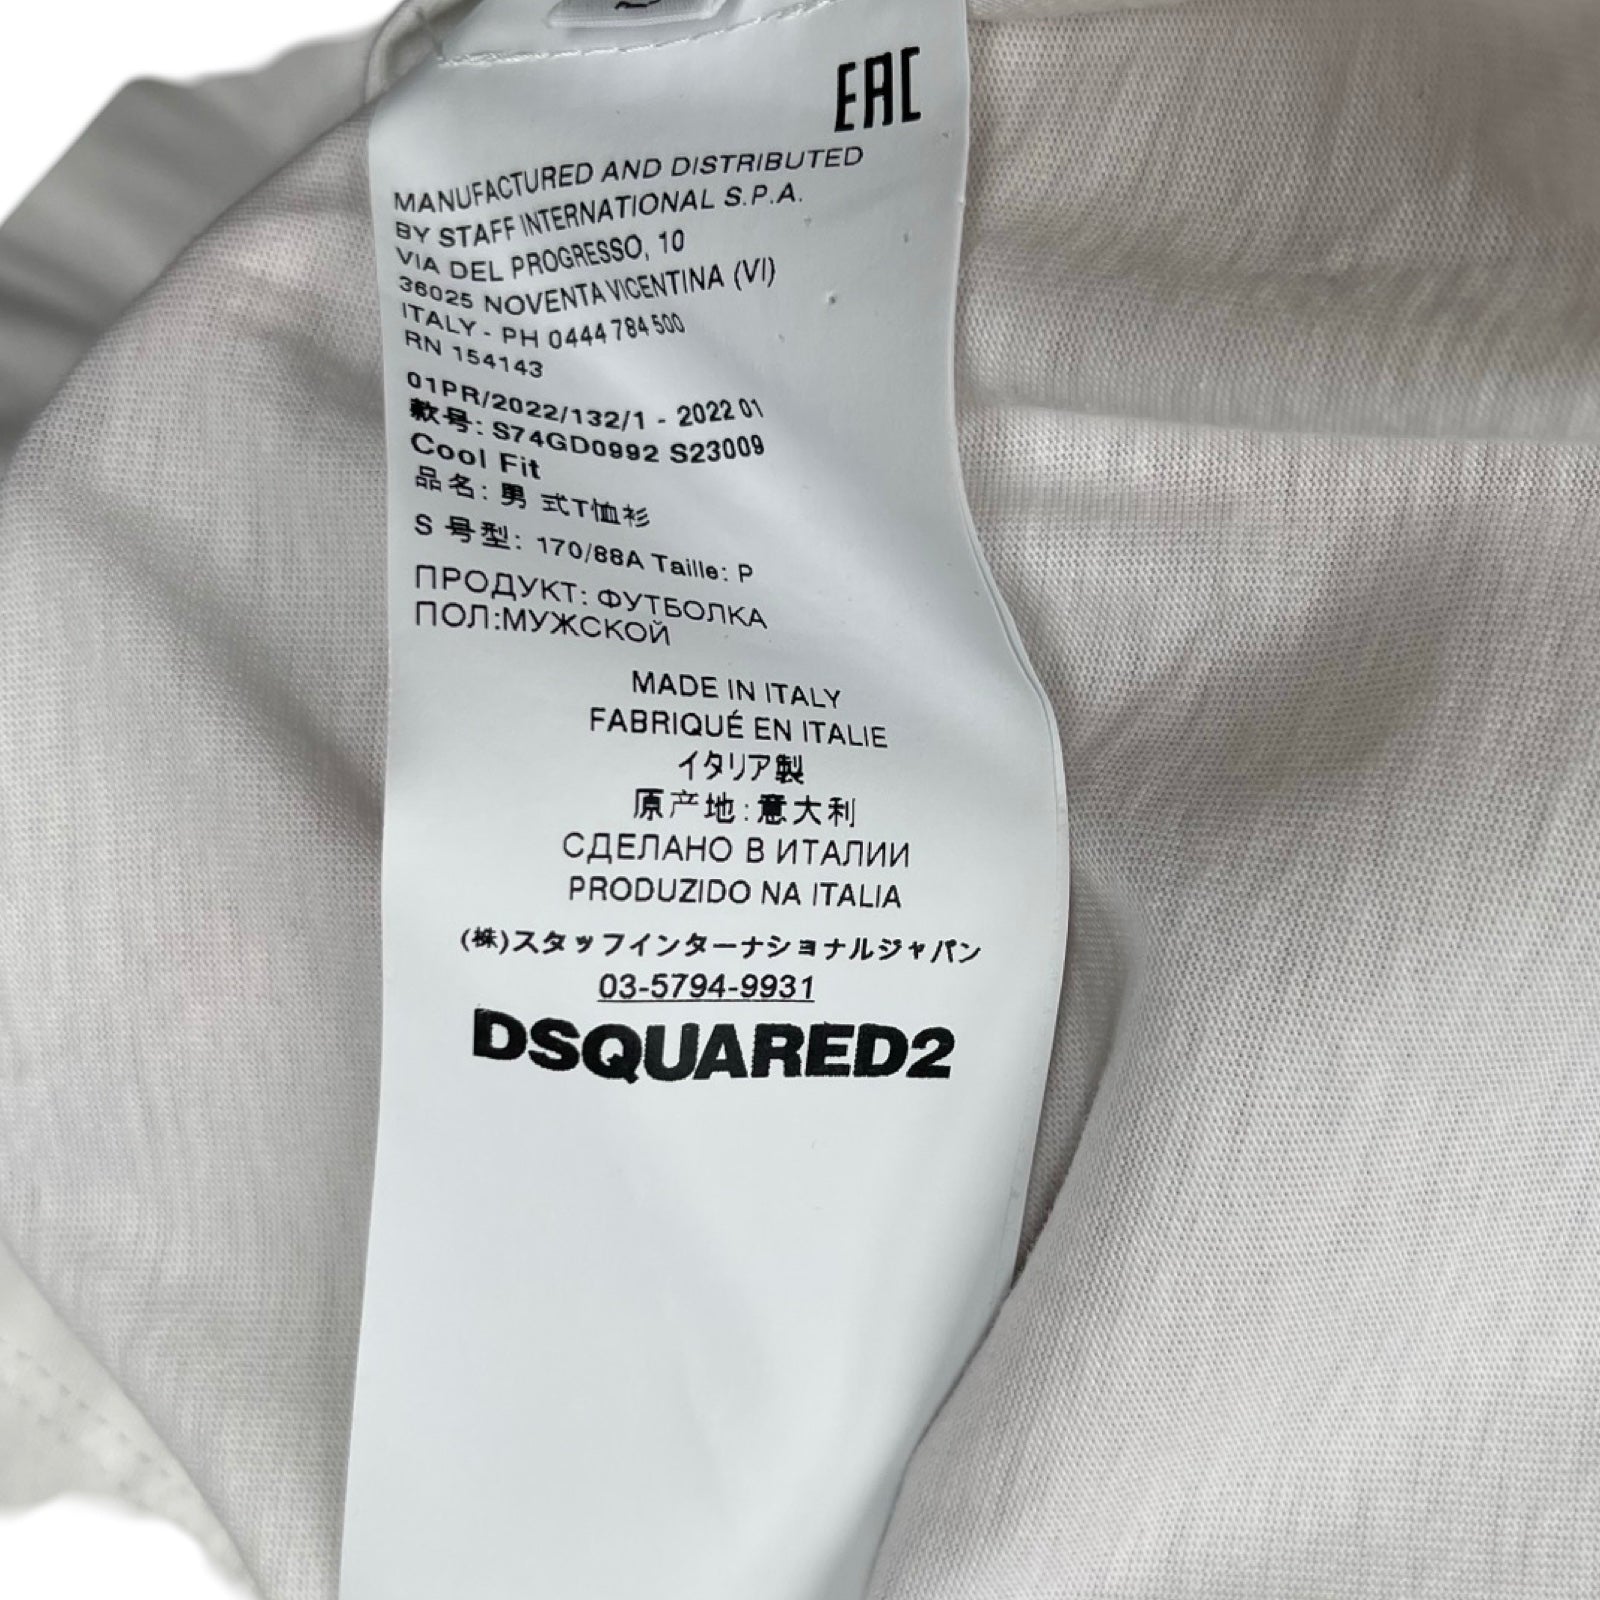 EAC
MANUFACTURED AND DISTRIBUTED
BY STAFF INTERNATIONAL S.P.A.
VIA DEL PROGRESSO, 10
36025 NOVENTA VICENTINA (VI)
ITALY - PH 0444 784 500
RN 154143
01PR/2022/132/1 - 2022 01
款号: S74GD0992 S23009
Cool Fit
品名: 男 式T恤衫
S 号型: 170/88A Taille: P
ПРОДУКТ: ФУТБОЛКА
ПОЛ:МУЖСКОЙ
MADE IN ITALY
FABRIQUÉ EN ITALIE
イタリア製
原产地:意大利
СДЕЛАНО В ИТАЛИИ
PRODUZIDO NA ITALIA
(株)スタッフインターナショナルジャパン
03-5794-9931
DSQUARED2